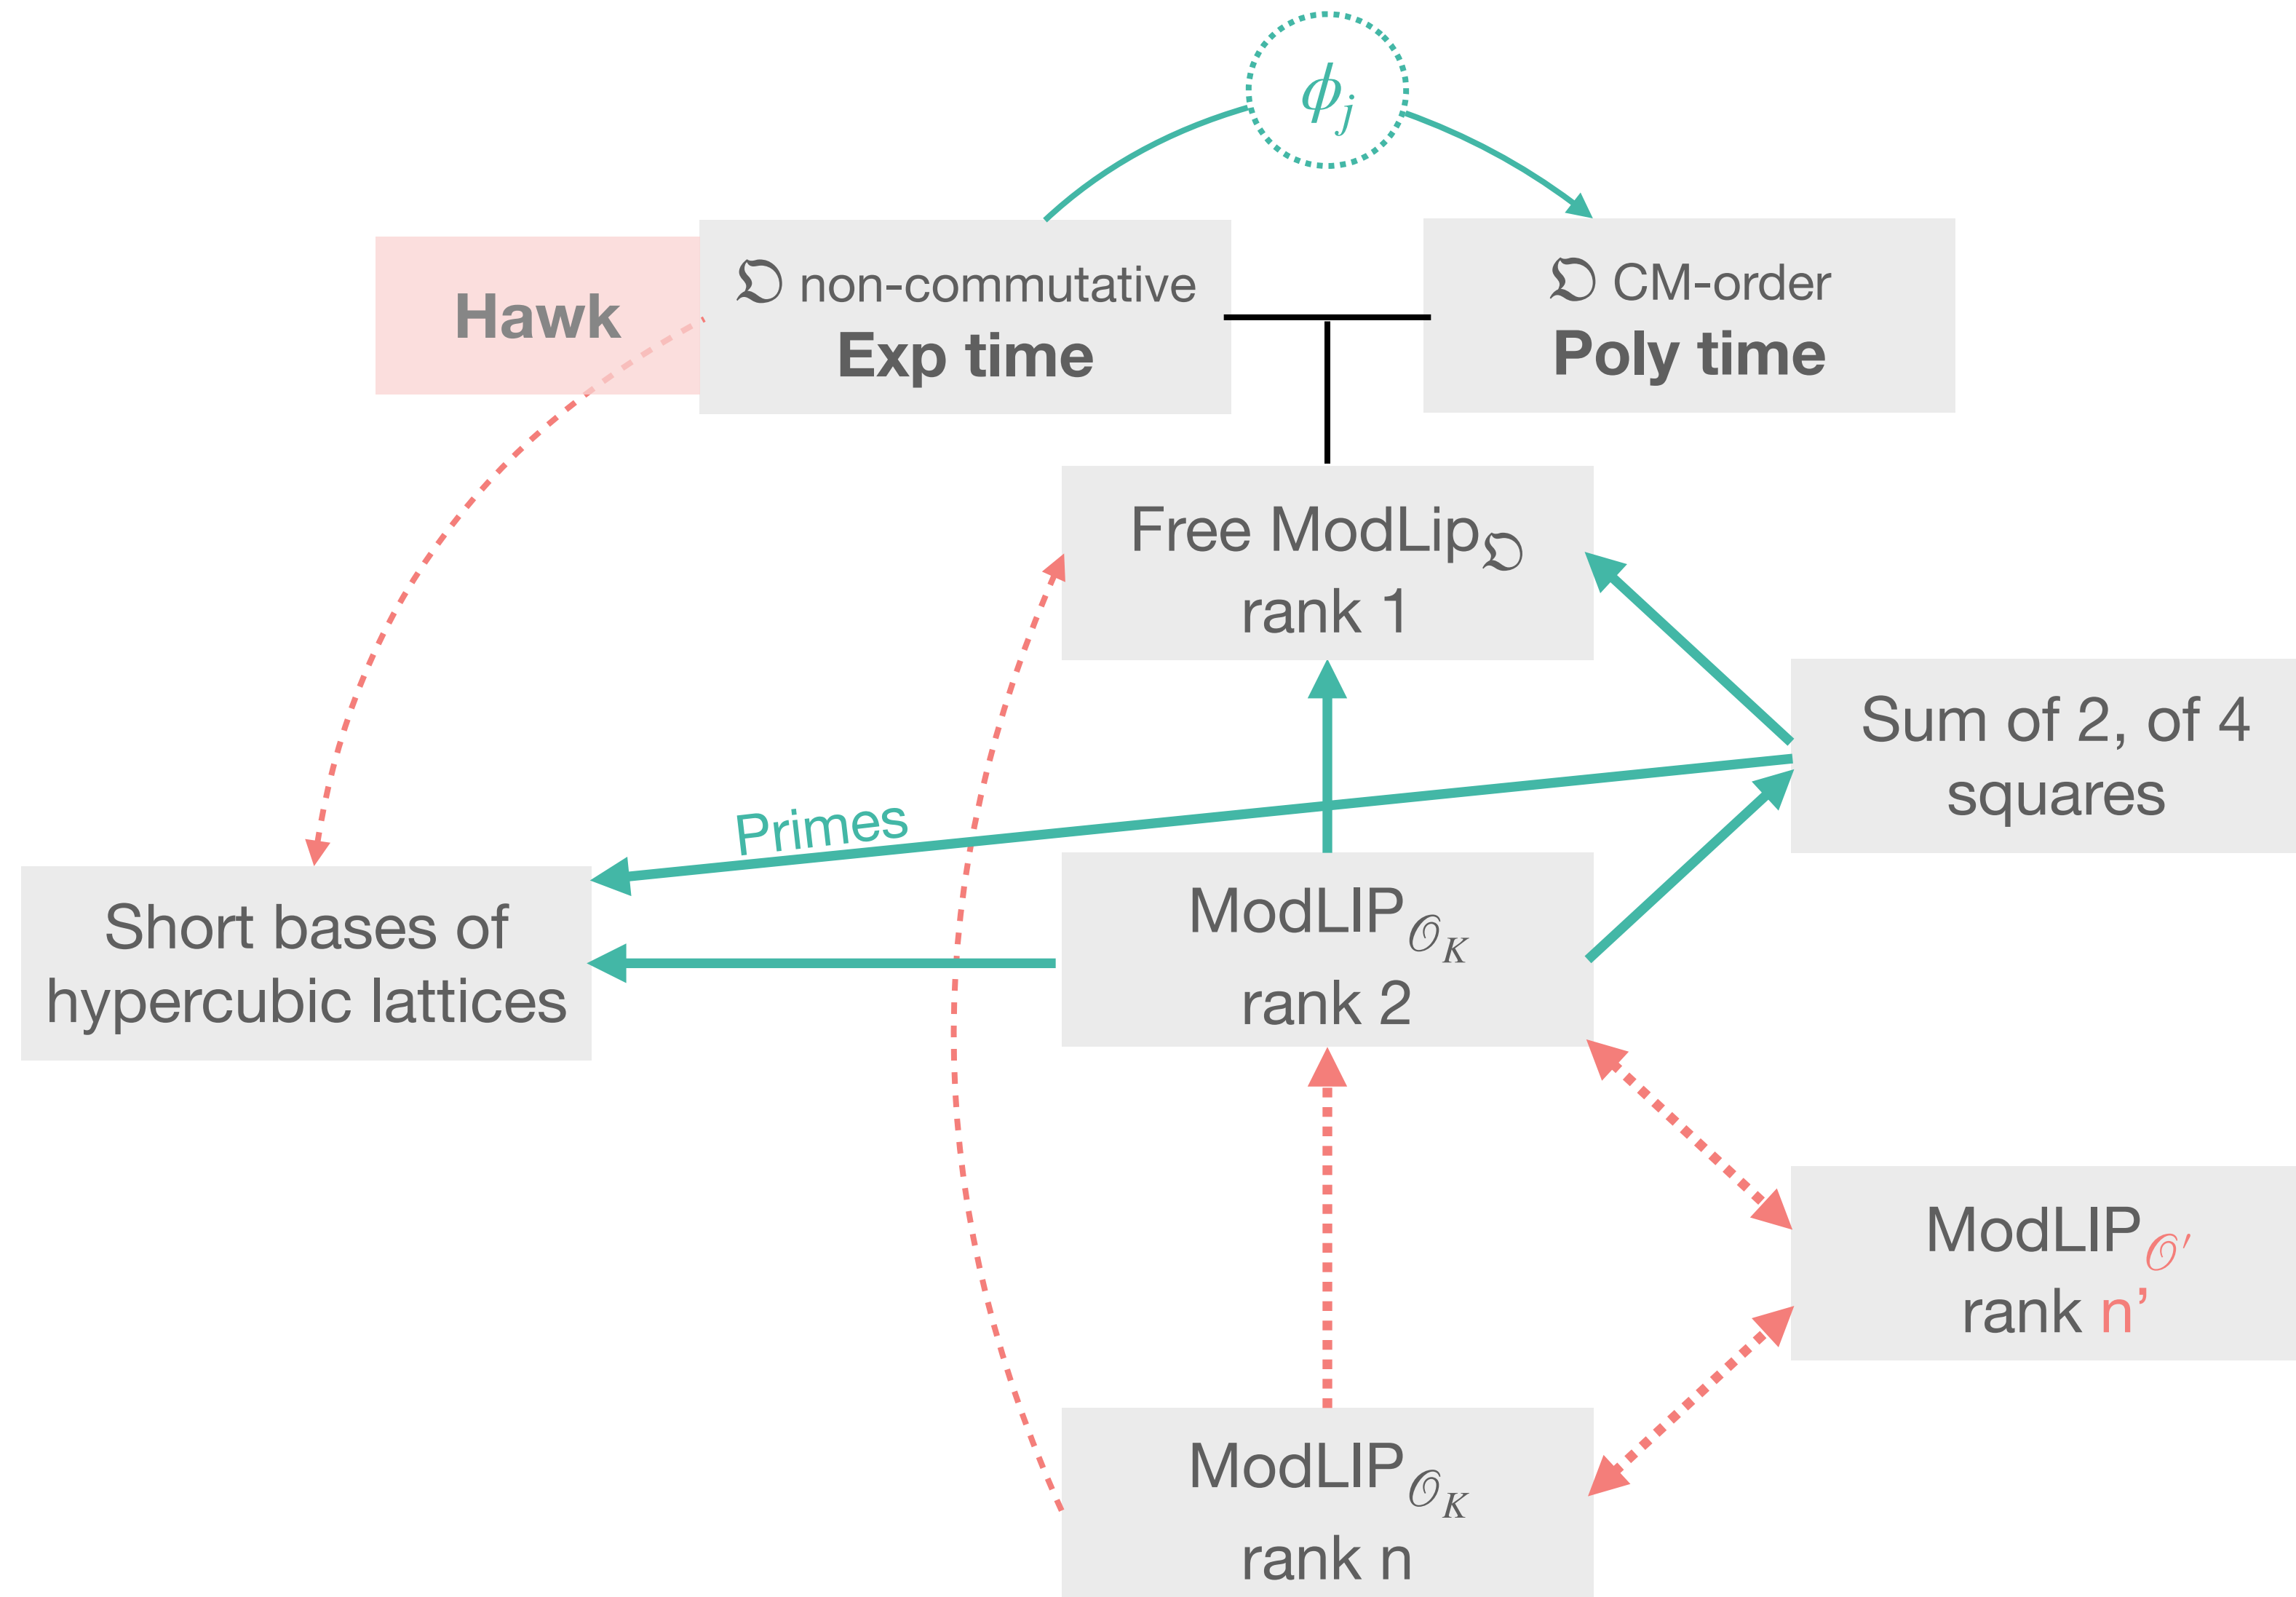 ϕj
Hawk
𝔒 non-commutative
Exp time
𝔒 CM-order
Poly time
Free ModLip𝔒
rank 1
Sum of 2, of 4
squares
Primes
Short bases of
hypercubic lattices
ModLIP𝒪K
rank 2
ModLIP𝒪′
rank n’
ModLIP𝒪K
rank n